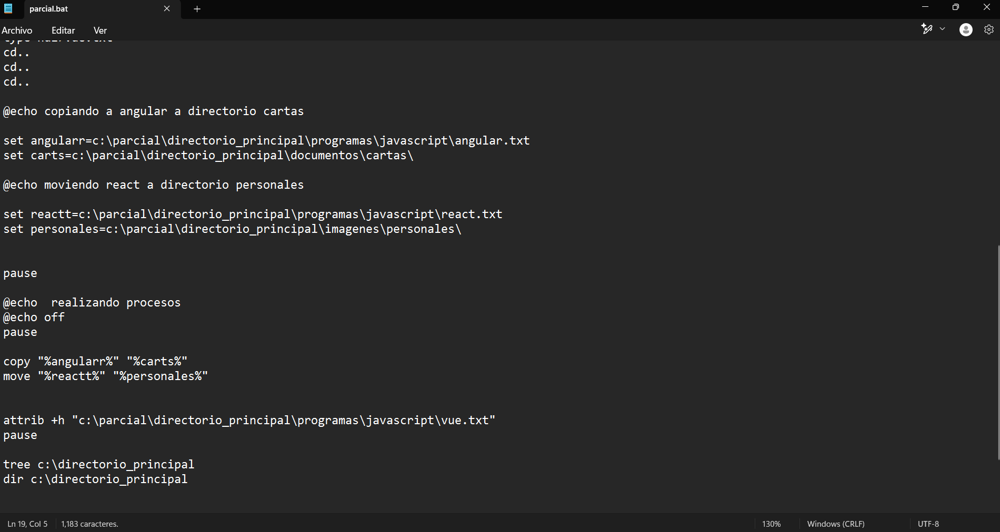 parcial.bat
Archivo Editar Ver
cd..
cd..
cd..
@echo copiando a angular a directorio cartas
set angularr=c:\parcial\directorio_principal\programas\javascript\angular.txt
set carts=c:\parcial\directorio_principal\documentos\cartas\
@echo moviendo react a directorio personales
set reactt=c:\parcial\directorio_principal\programas\javascript\react.txt
set personales=c:\parcial\directorio_principal\imagenes\personales\
pause
@echo  realizando procesos
@echo off
pause
copy "%angularr%" "%carts%"
move "%reactt%" "%personales%"
attrib +h "c:\parcial\directorio_principal\programas\javascript\vue.txt"
pause
tree c:\directorio_principal
dir c:\directorio_principal
Ln 19, Col 5 1,183 caracteres. 130% Windows (CRLF) UTF-8